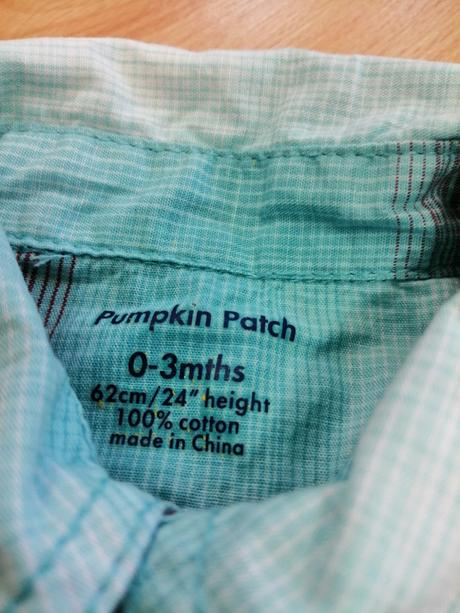 Pumpkin Patch
0-3mths
62cm/24" height
100% cotton
made in China